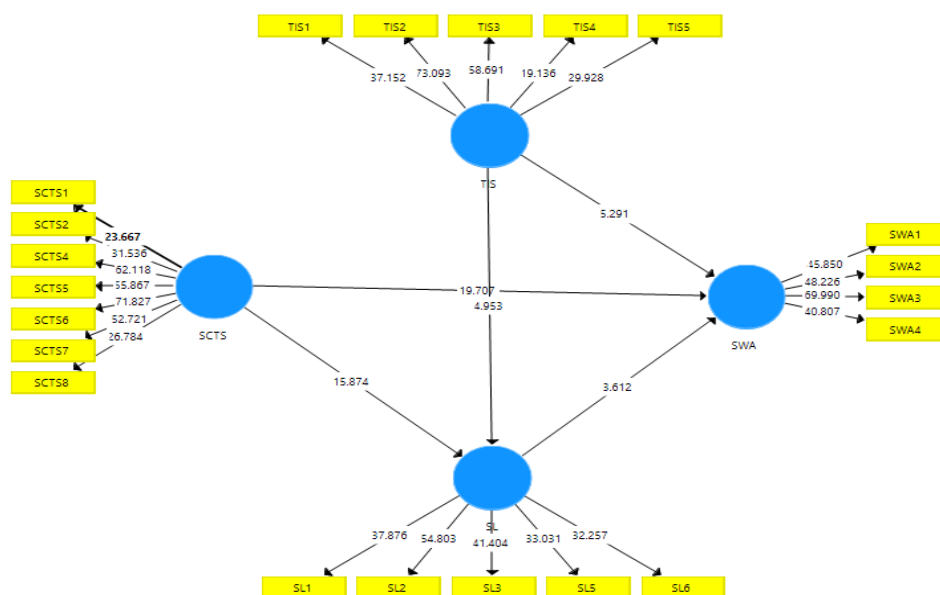 TIS1
TIS2
TIS3
TIS4
TIS5
37.152
73.093
58.691
19.136
29.928
TIS
SCTS1
SCTS2
SCTS4
SCTS5
SCTS6
SCTS7
SCTS8
23.667
31.536
62.118
55.867
71.827
52.721
26.784
SCTS
5.291
19.707
4.953
15.874
3.612
SWA
SWA1
SWA2
SWA3
SWA4
45.850
48.226
69.990
40.807
SL
37.876
54.803
41.404
33.031
32.257
SL1
SL2
SL3
SL5
SL6